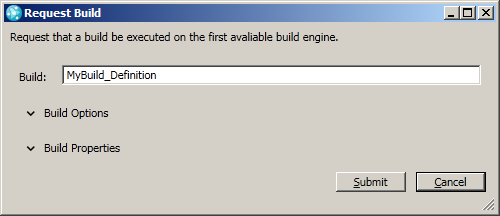 Request Build
Request that a build be executed on the first avaliable build engine.
Build: MyBuild_Definition
Build Options
Build Properties
Submit Cancel